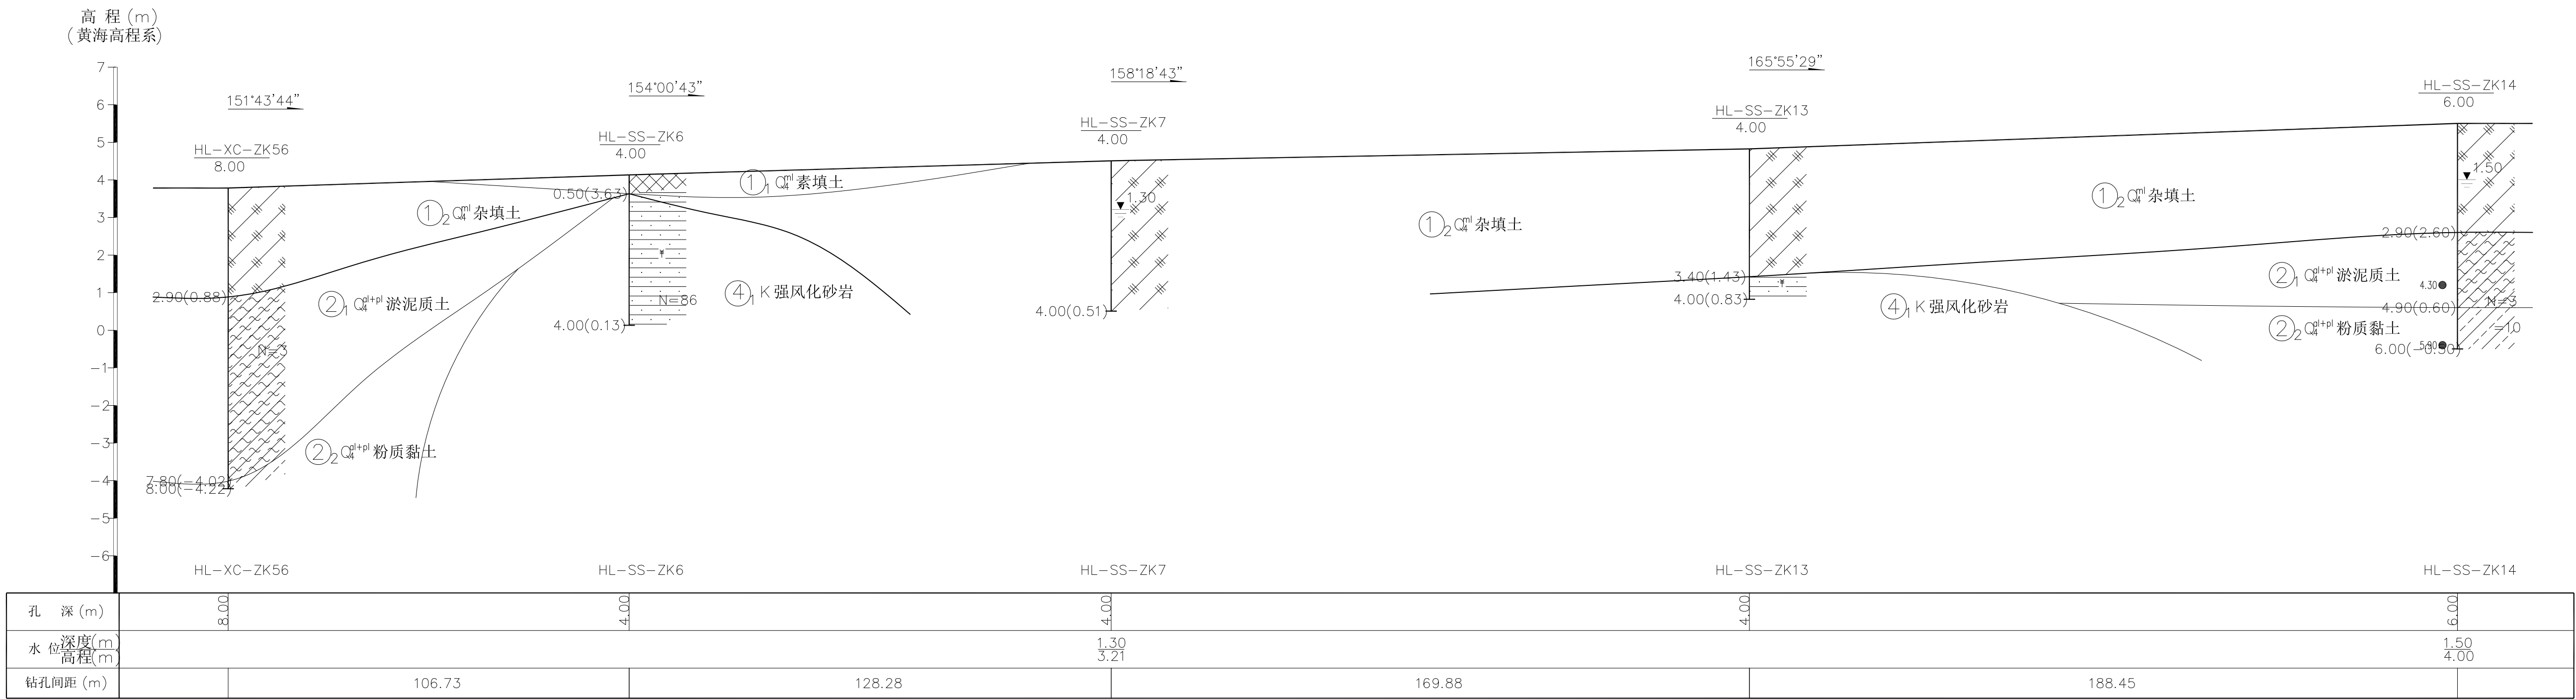 高 程 (m)
(黄海高程系)
7
6
5
4
3
2
1
0
-1
-2
-3
-4
-5
-6
151°43'44"
154°00'43"
158°18'43"
165°55'29"
HL-XC-ZK56
8.00
HL-SS-ZK6
4.00
HL-SS-ZK7
4.00
HL-SS-ZK13
4.00
HL-SS-ZK14
6.00
①₁ Q₄ᵐˡ 素填土
0.50(3.63)
①₂ Q₄ᵐˡ 杂填土
1.30
①₂ Q₄ᵐˡ 杂填土
①₂ Q₄ᵐˡ 杂填土
1.50
2.90(2.60)
2.90(0.88)
②₁ Q₄ᵃˡ⁺ᵖˡ 淤泥质土
N=86
④₁ K 强风化砂岩
4.00(0.13)
4.00(0.51)
3.40(1.43)
4.00(0.83)
④₁ K 强风化砂岩
②₁ Q₄ᵃˡ⁺ᵖˡ 淤泥质土
4.30
N=3
4.90(0.60)
②₂ Q₄ᵃˡ⁺ᵖˡ 粉质黏土
=10
5.90
6.00(-0.50)
N=3
②₂ Q₄ᵃˡ⁺ᵖˡ 粉质黏土
7.80(-4.02)
8.00(-4.22)
HL-XC-ZK56
HL-SS-ZK6
HL-SS-ZK7
HL-SS-ZK13
HL-SS-ZK14
孔 深 (m)
8.00
4.00
4.00
4.00
6.00
水 位
深度(m)
高程(m)
1.30
3.21
1.50
4.00
钻孔间距 (m)
106.73
128.28
169.88
188.45